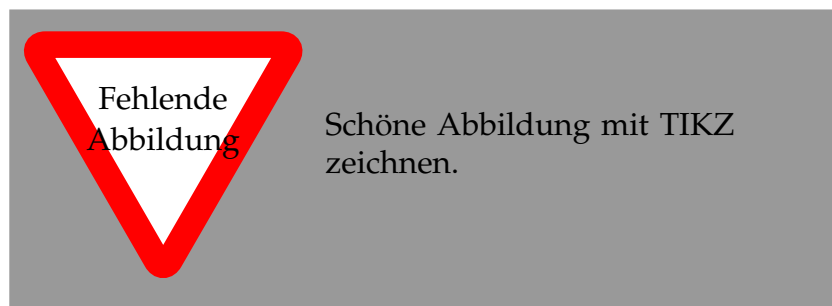 Fehlende
Abbildung
Schöne Abbildung mit TIKZ
zeichnen.